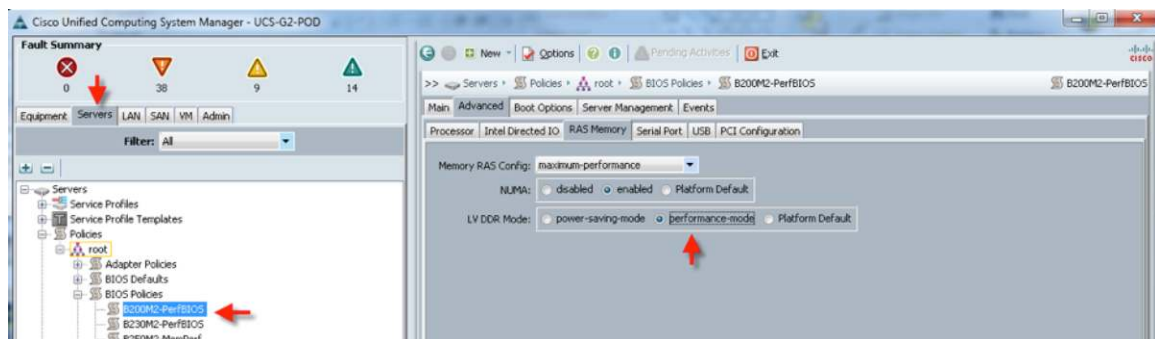 Cisco Unified Computing System Manager - UCS-G2-POD
Fault Summary
0 38 9 14
Equipment Servers LAN SAN VM Admin
Filter: All
Servers
Service Profiles
Service Profile Templates
Policies
root
Adapter Policies
BIOS Defaults
BIOS Policies
B200M2-PerfBIOS
B230M2-PerfBIOS
B250M2-MemPerf
New Options Pending Activities Exit
cisco
>> Servers Policies root BIOS Policies B200M2-PerfBIOS B200M2-PerfBIOS
Main Advanced Boot Options Server Management Events
Processor Intel Directed IO RAS Memory Serial Port USB PCI Configuration
Memory RAS Config: maximum-performance
NUMA: disabled enabled Platform Default
LV DDR Mode: power-saving-mode performance-mode Platform Default